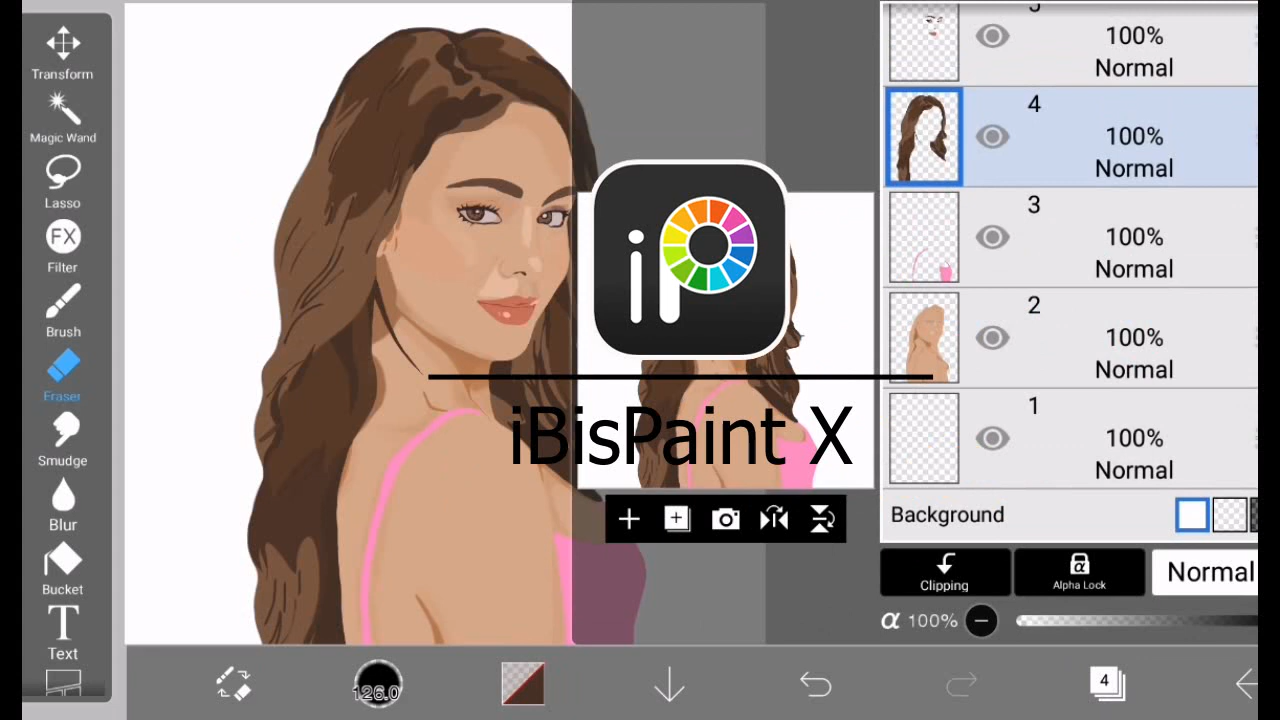 Transform
Magic Wand
Lasso
FX
Filter
Brush
Eraser
Smudge
Blur
Bucket
T
Text
126.0
iP
iBisPaint X
100%
Normal
4
100%
Normal
3
100%
Normal
2
100%
Normal
1
100%
Normal
Background
Clipping
α
Alpha Lock
Normal
α 100%
4